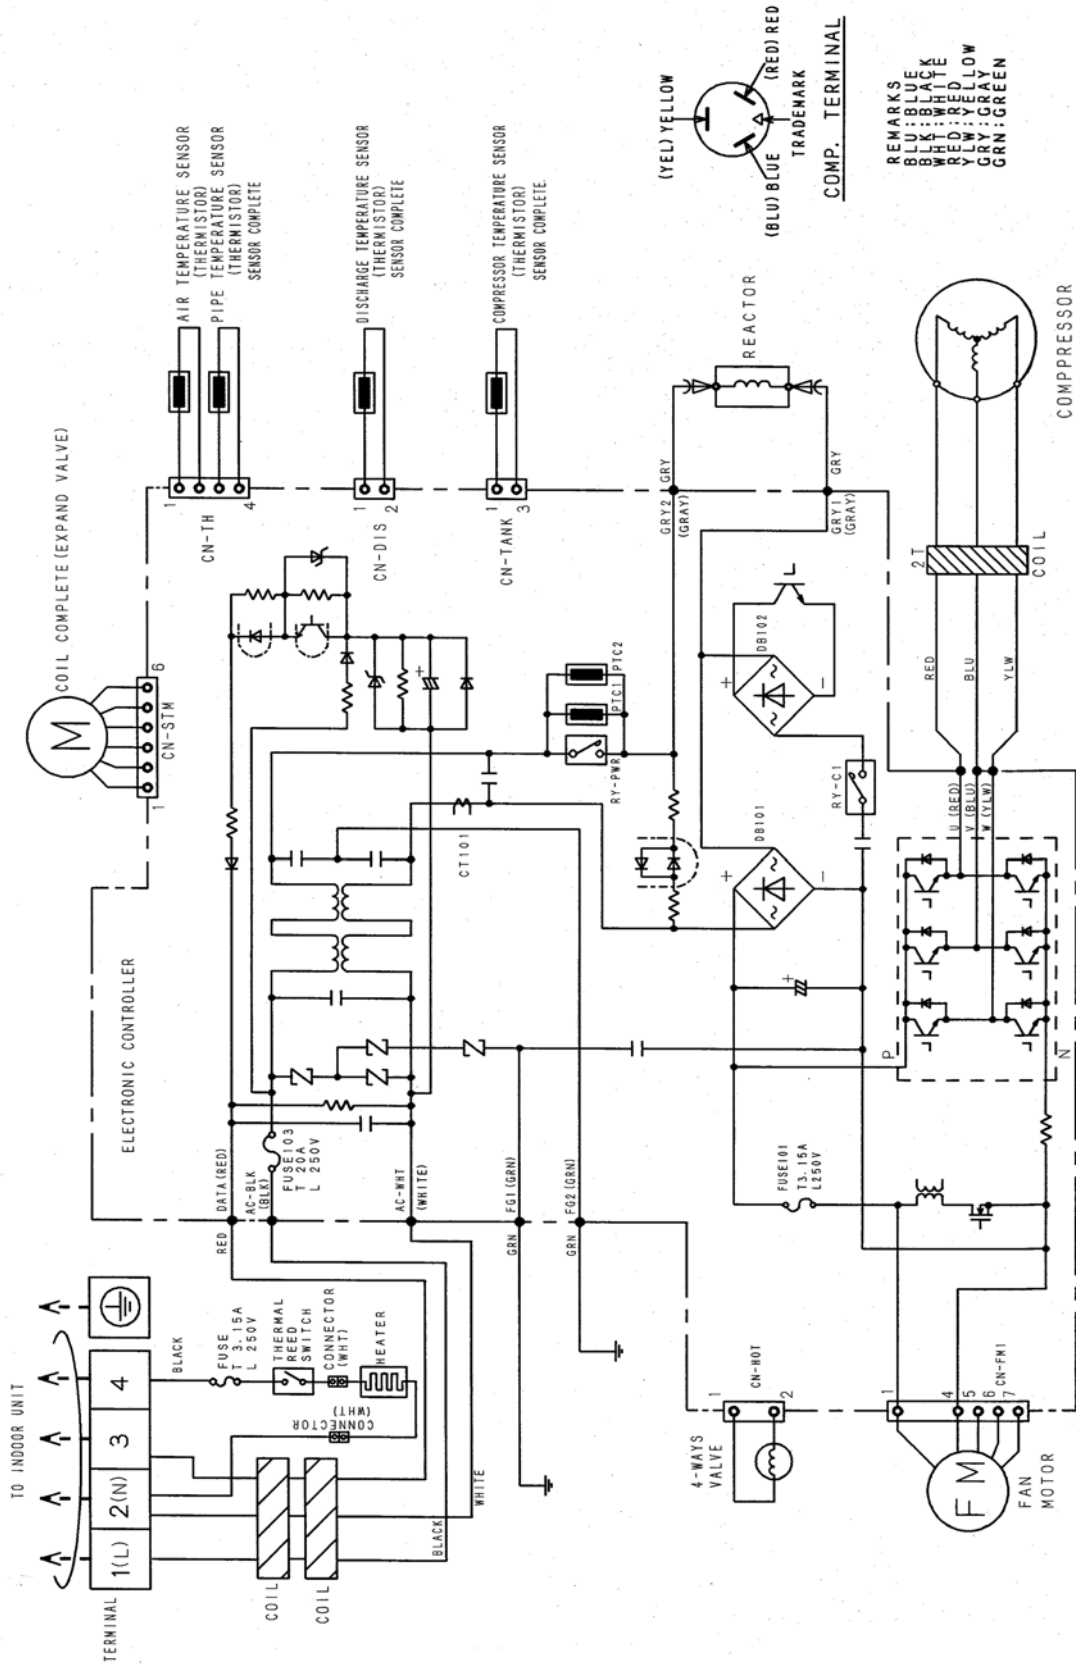 TO INDOOR UNIT
TERMINAL
1(L)
2(N)
3
4
BLACK
FUSE
T 3.15A
L 250V
THERMAL
REED
SWITCH
CONNECTOR
(WHT)
HEATER
CONNECTOR
(WHT)
COIL
COIL
BLACK
WHITE
RED
DATA(RED)
AC-BLK
(BLK)
FUSE103
T 20A
L 250V
AC-WHT
(WHITE)
GRN
FG1(GRN)
GRN
FG2(GRN)
ELECTRONIC CONTROLLER
COIL COMPLETE(EXPAND VALVE)
M
1
6
CN-STM
AIR TEMPERATURE SENSOR
(THERMISTOR)
PIPE TEMPERATURE SENSOR
(THERMISTOR)
SENSOR COMPLETE
1
4
CN-TH
DISCHARGE TEMPERATURE SENSOR
(THERMISTOR)
SENSOR COMPLETE
1
2
CN-DIS
COMPRESSOR TEMPERATURE SENSOR
(THERMISTOR)
SENSOR COMPLETE
1
3
CN-TANK
CT101
+
PTC1
PTC2
RY-PWR
GRY2
(GRAY)
GRY
GRY1
(GRAY)
GRY
REACTOR
DB101
+
-
~
~
DB102
+
-
~
~
RY-C1
+
P
N
U(RED)
V(BLU)
W(YLW)
RED
BLU
YLW
2T
COIL
COMPPRESSOR
FUSE101
T3.15A
L250V
4-WAYS
VALVE
1
2
CN-HOT
1
4
5
6
7
CN-FM1
FM
FAN
MOTOR
(YEL)YELLOW
(RED)RED
(BLU)BLUE
TRADEMARK
COMP. TERMINAL
REMARKS
BLU:BLUE
BLK:BLACK
WHT:WHITE
RED:RED
YLW:YELLOW
GRY:GRAY
GRN:GREEN